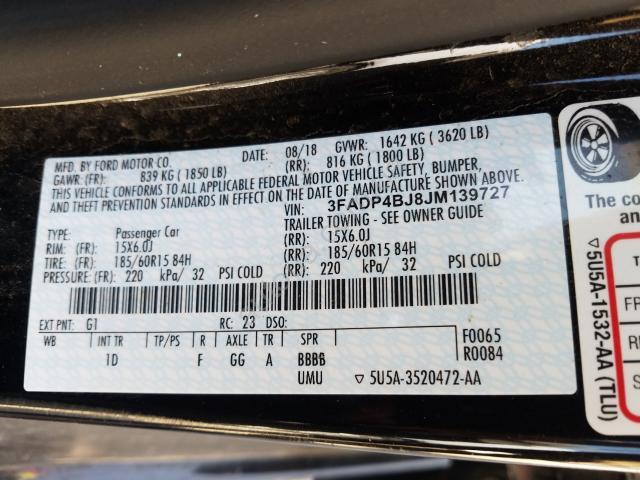 MFD. BY FORD MOTOR CO.
DATE: 08/18 GVWR: 1642 KG ( 3620 LB)
GAWR: (FR): 839 KG ( 1850 LB) (RR): 816 KG ( 1800 LB)
THIS VEHICLE CONFORMS TO ALL APPLICABLE FEDERAL MOTOR VEHICLE SAFETY, BUMPER,
AND THEFT PREVENTION STANDARDS IN EFFECT ON THE DATE OF MANUFACTURE SHOWN ABOVE.
VIN: 3FADP4BJ8JM139727
TRAILER TOWING - SEE OWNER GUIDE
TYPE: Passenger Car
RIM: (FR): 15X6.0J (RR): 15X6.0J
TIRE: (FR): 185/60R15 84H (RR): 185/60R15 84H
PRESSURE: (FR): 220 kPa/ 32 PSI COLD (RR): 220 kPa/ 32 PSI COLD
EXT PNT: G1 RC: 23 DSO:
WB INT TR TP/PS R AXLE TR SPR F0065
1D F GG A BBBB R0084
UMU ▽ 5U5A-3520472-AA
The co
an
▽5U5A-1532-AA (TLU)